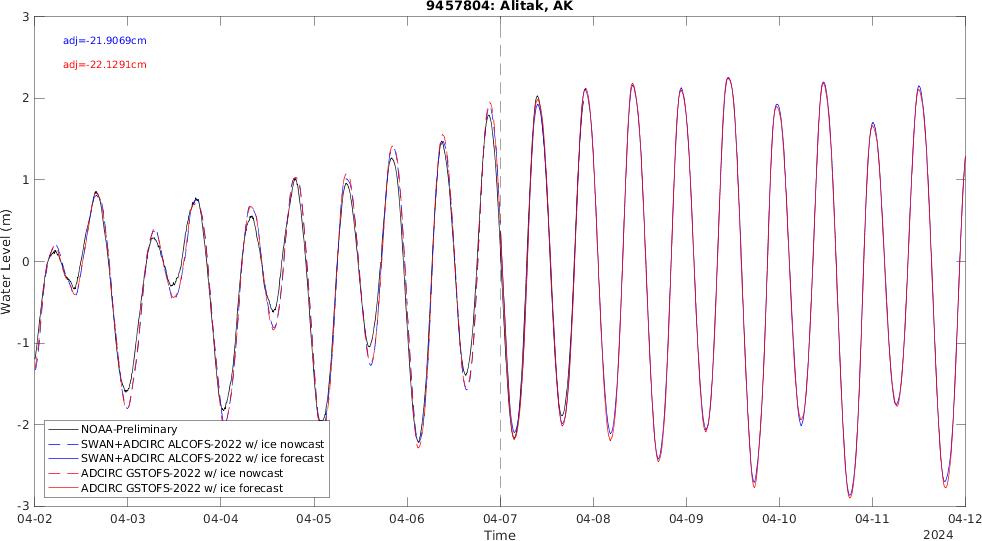 9457804: Alitak, AK
adj=-21.9069cm
adj=-22.1291cm
3
2
1
0
-1
-2
-3
Water Level (m)
NOAA-Preliminary
SWAN+ADCIRC ALCOFS-2022 w/ ice nowcast
SWAN+ADCIRC ALCOFS-2022 w/ ice forecast
ADCIRC GSTOFS-2022 w/ ice nowcast
ADCIRC GSTOFS-2022 w/ ice forecast
04-02 04-03 04-04 04-05 04-06 04-07 04-08 04-09 04-10 04-11 04-12
Time
2024